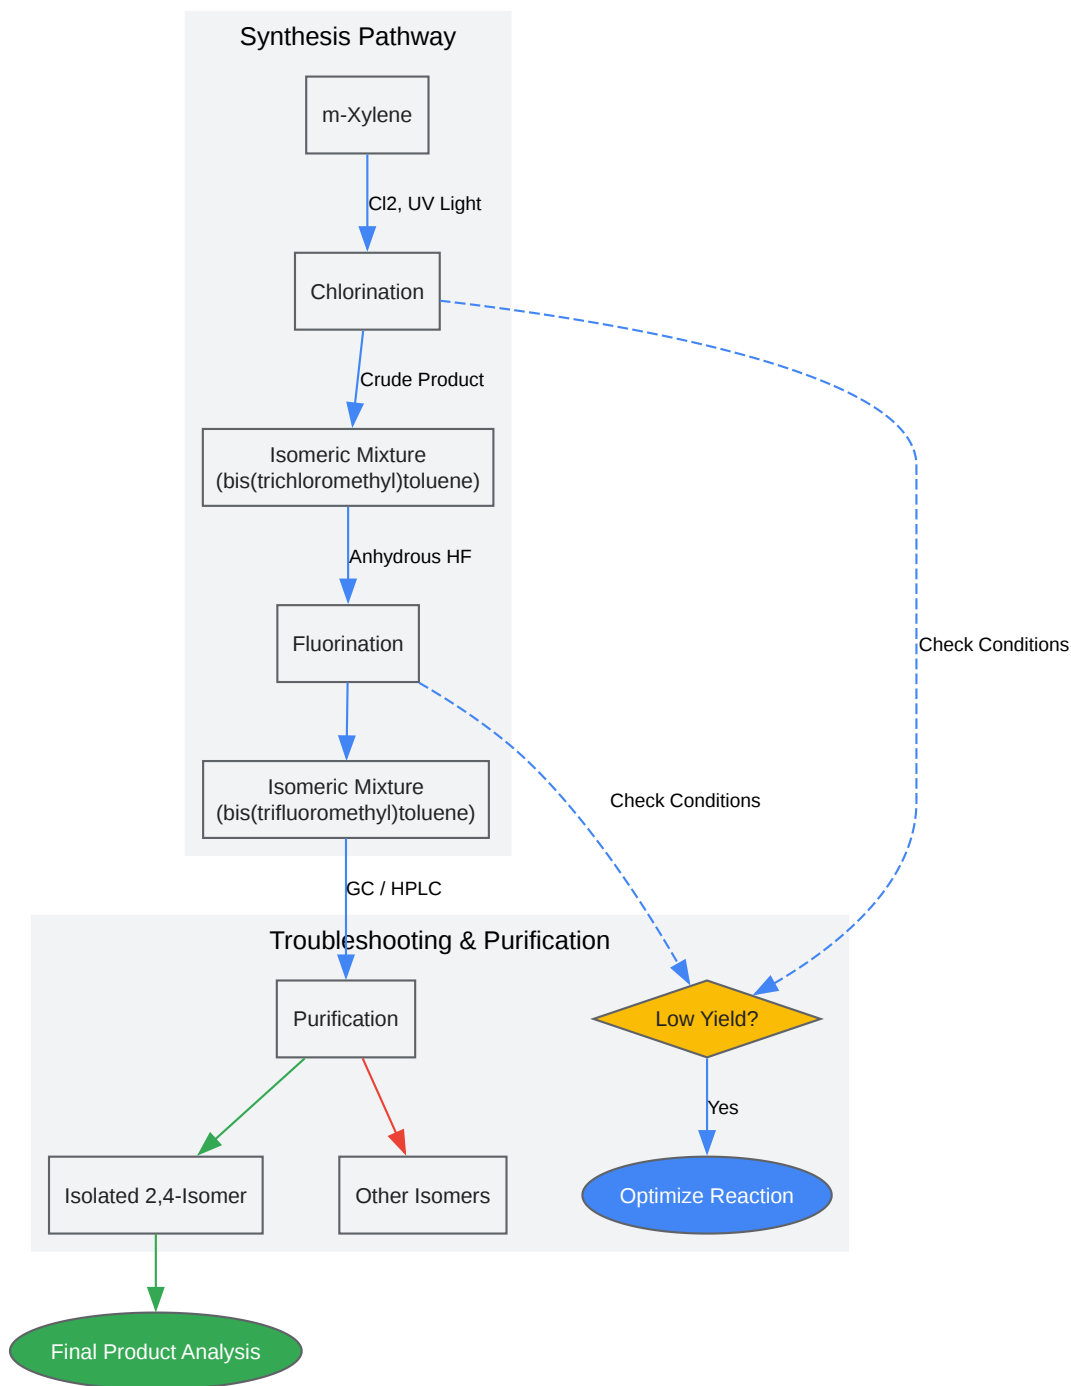 Synthesis Pathway
m-Xylene
Cl2, UV Light
Chlorination
Crude Product
Isomeric Mixture
(bis(trichloromethyl)toluene)
Anhydrous HF
Fluorination
Check Conditions
Isomeric Mixture
(bis(trifluoromethyl)toluene)
Check Conditions
GC / HPLC
Troubleshooting & Purification
Purification
Low Yield?
Yes
Isolated 2,4-Isomer
Other Isomers
Optimize Reaction
Final Product Analysis